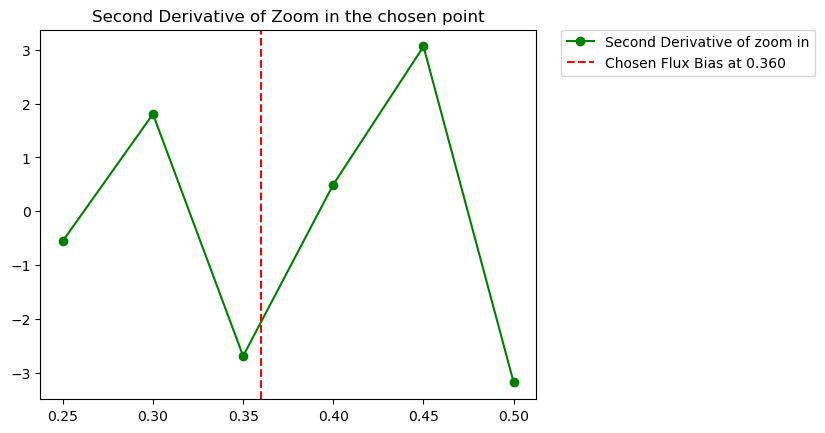 Second Derivative of Zoom in the chosen point
Second Derivative of zoom in
Chosen Flux Bias at 0.360
3
2
1
0
−1
−2
−3
0.25 0.30 0.35 0.40 0.45 0.50